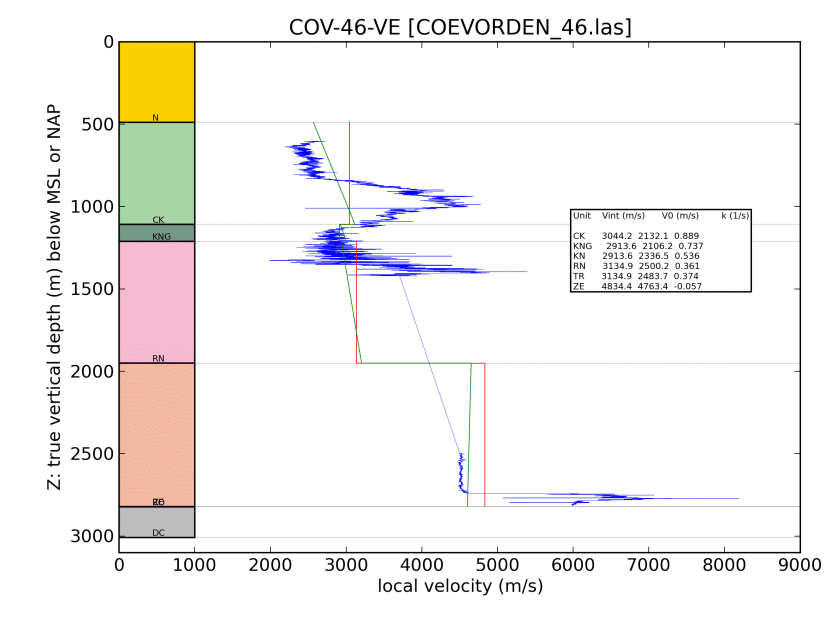 COV-46-VE [COEVORDEN_46.las]
Z: true vertical depth (m) below MSL or NAP
0
500
1000
1500
2000
2500
3000
N
CK
KNG
RN
DC
Unit Vint (m/s) V0 (m/s) k (1/s)
CK 3044.2 2132.1 0.889
KNG 2913.6 2106.2 0.737
KN 2913.6 2336.5 0.536
RN 3134.9 2500.2 0.361
TR 3134.9 2483.7 0.374
ZE 4834.4 4763.4 -0.057
0 1000 2000 3000 4000 5000 6000 7000 8000 9000
local velocity (m/s)